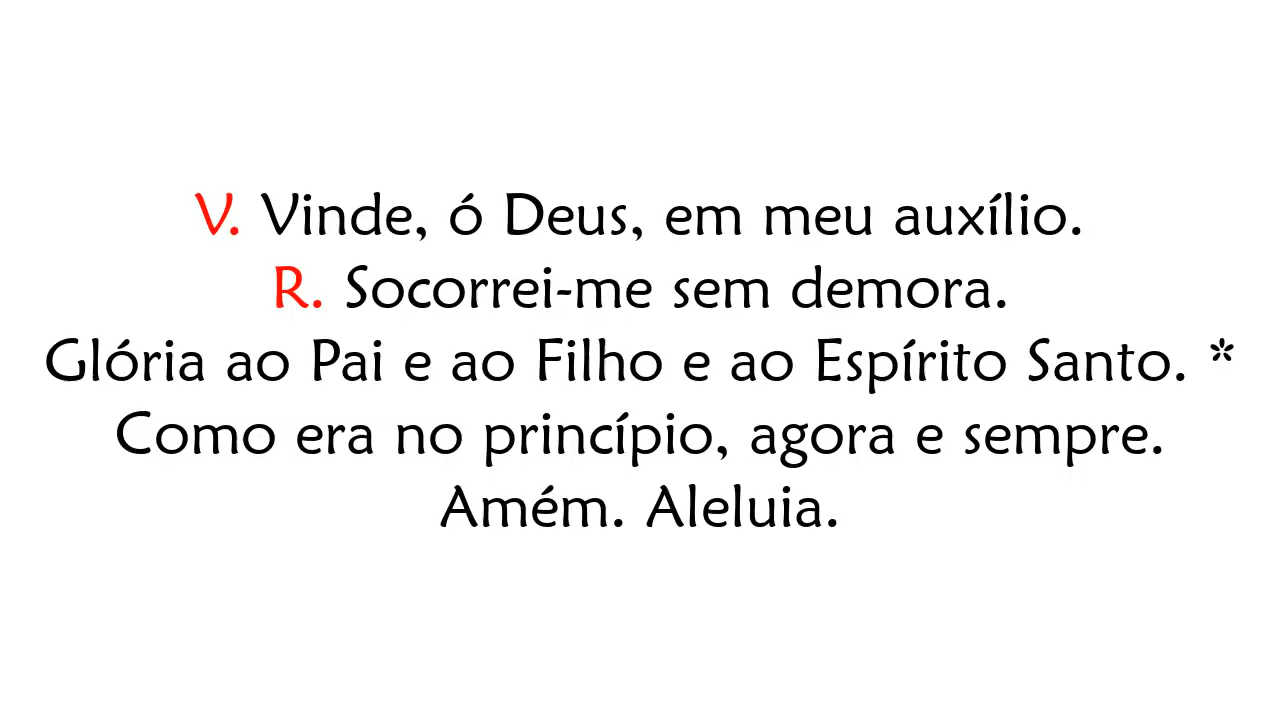 V. Vinde, ó Deus, em meu auxílio.
R. Socorrei-me sem demora.
Glória ao Pai e ao Filho e ao Espírito Santo. *
Como era no princípio, agora e sempre.
Amém. Aleluia.